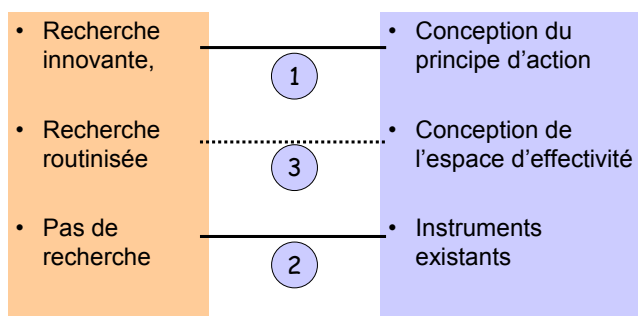 • Recherche
innovante,
1
• Conception du
principe d'action
• Recherche
routinisée
3
• Conception de
l'espace d'effectivité
• Pas de
recherche
2
• Instruments
existants